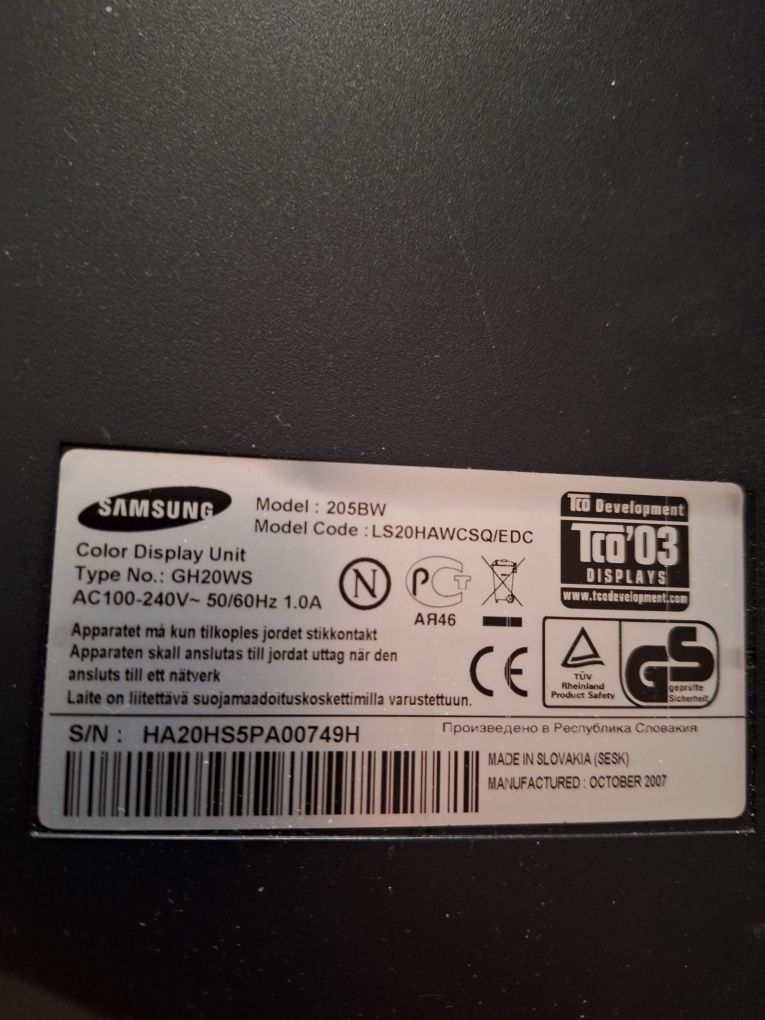 SAMSUNG
Model : 205BW
Model Code : LS20HAWCSQ/EDC
Color Display Unit
Type No.: GH20WS
AC100-240V~ 50/60Hz 1.0A
N
PCT
АЯ46
TCO Development
TCO'03
DISPLAYS
www.tcodevelopment.com
Apparatet må kun tilkoples jordet stikkontakt
Apparaten skall anslutas till jordat uttag när den
ansluts till ett nätverk
Laite on liitettävä suojamaadoituskoskettimilla varustettuun.
CE
TÜV
Rheinland
Product Safety
GS
geprüfte
Sicherheit
S/N : HA20HS5PA00749H
Произведено в Республика Словакия
MADE IN SLOVAKIA (SESK)
MANUFACTURED : OCTOBER 2007